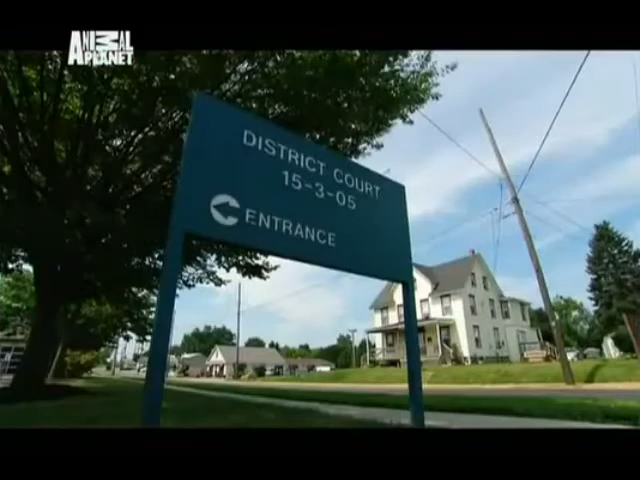 ANIMAL
PLANET
DISTRICT COURT
15-3-05
ENTRANCE